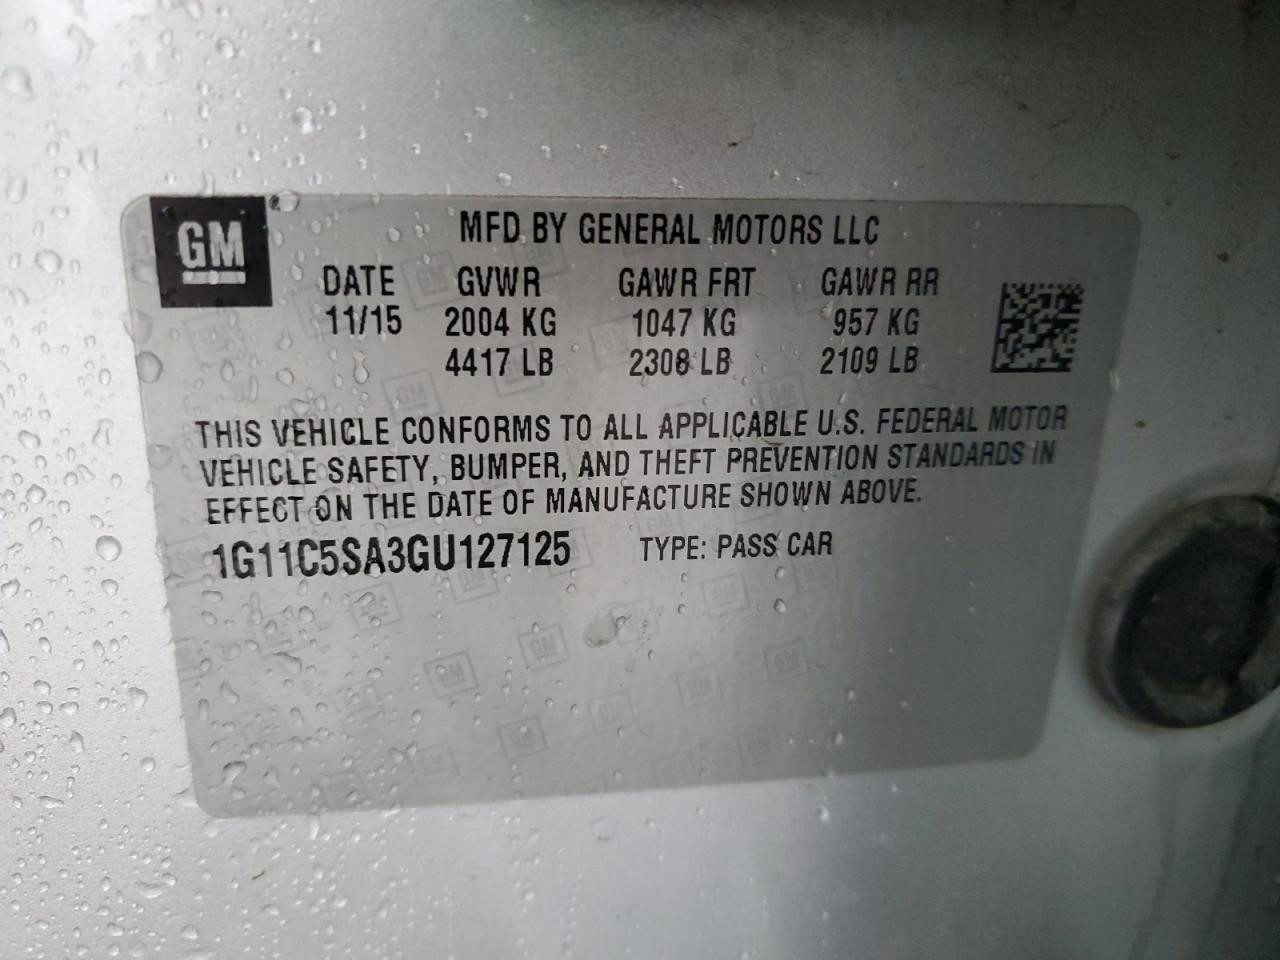 GM
MFD BY GENERAL MOTORS LLC
DATE GVWR GAWR FRT GAWR RR
11/15 2004 KG 1047 KG 957 KG
4417 LB 2308 LB 2109 LB
THIS VEHICLE CONFORMS TO ALL APPLICABLE U.S. FEDERAL MOTOR
VEHICLE SAFETY, BUMPER, AND THEFT PREVENTION STANDARDS IN
EFFECT ON THE DATE OF MANUFACTURE SHOWN ABOVE.
1G11C5SA3GU127125 TYPE: PASS CAR